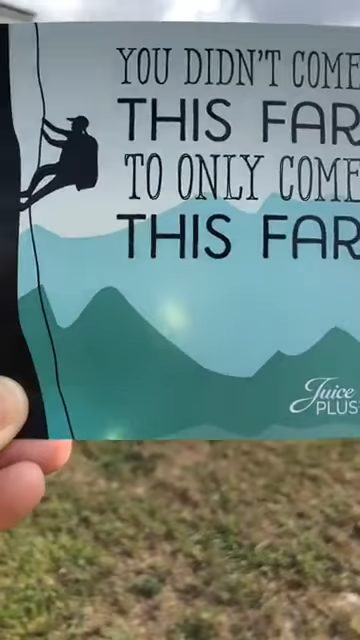 YOU DIDN'T COME
THIS FAR
TO ONLY COME
THIS FAR
Juice
PLUS